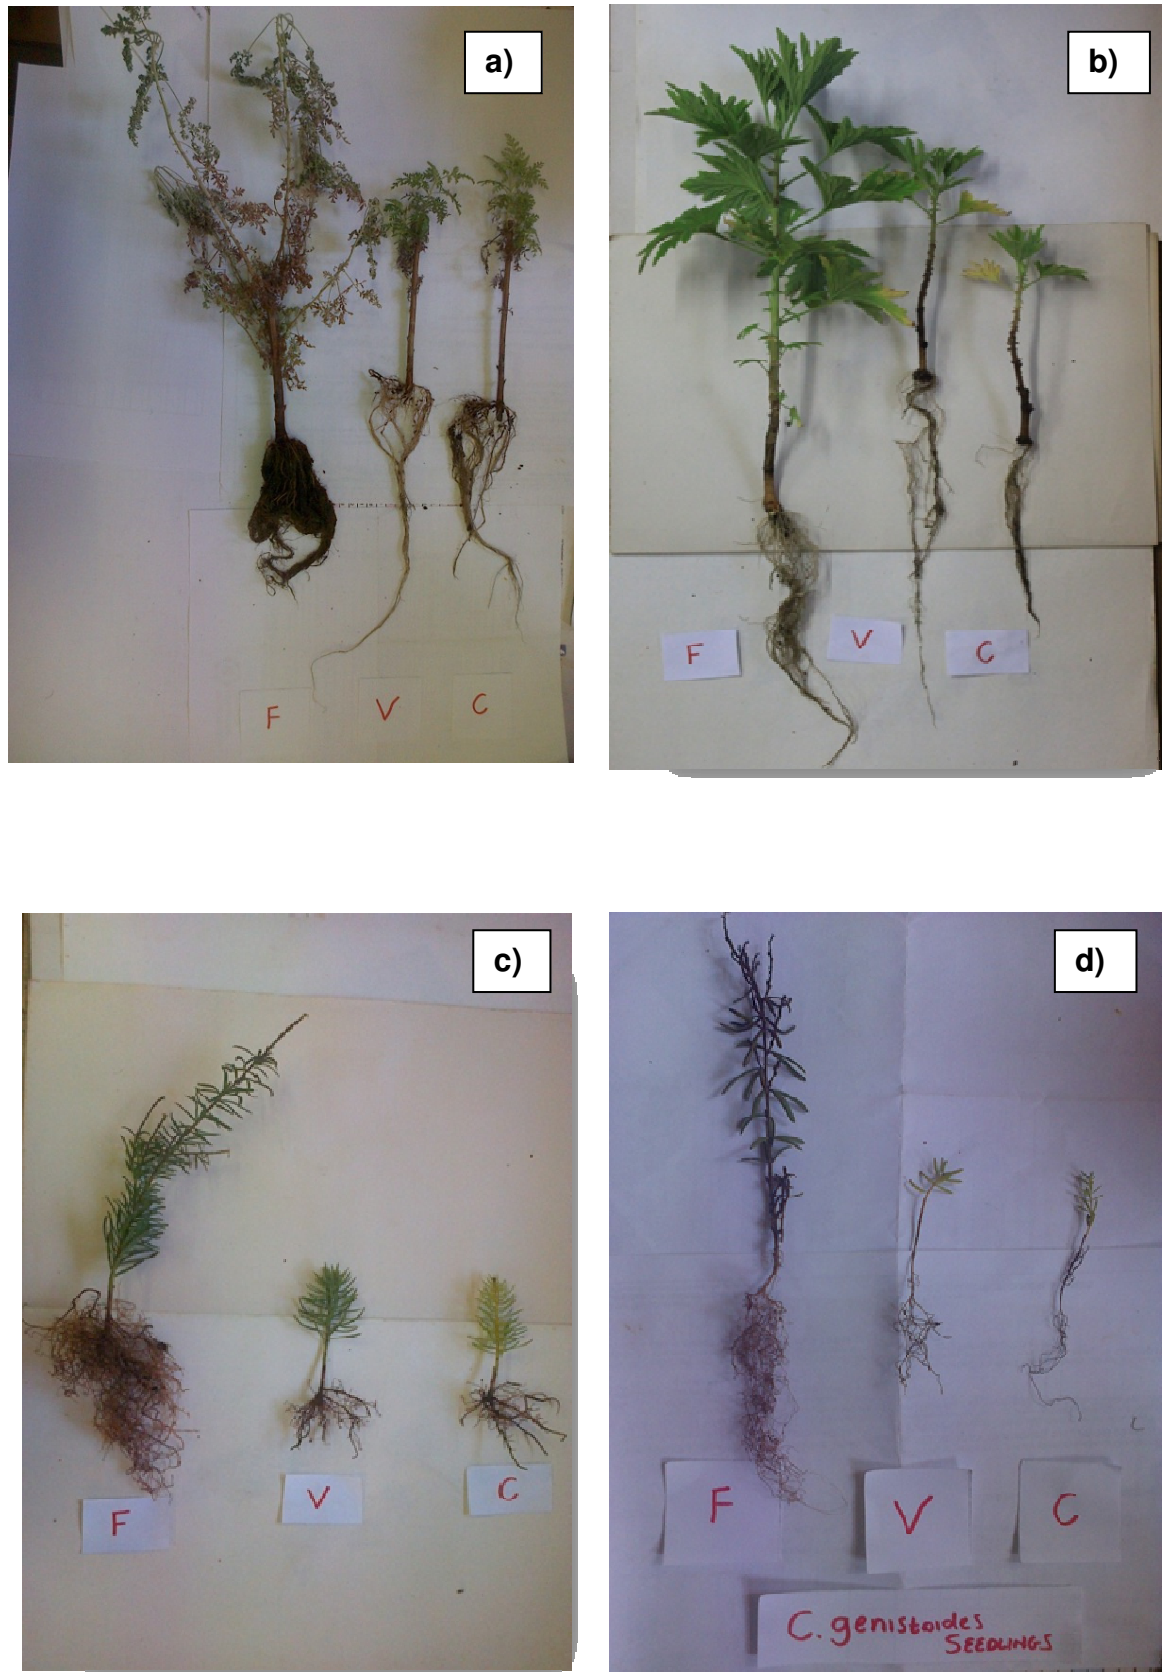 a)
F V C
b)
F V C
c)
F V C
d)
F V C
C. genistoides
SEEDLINGS